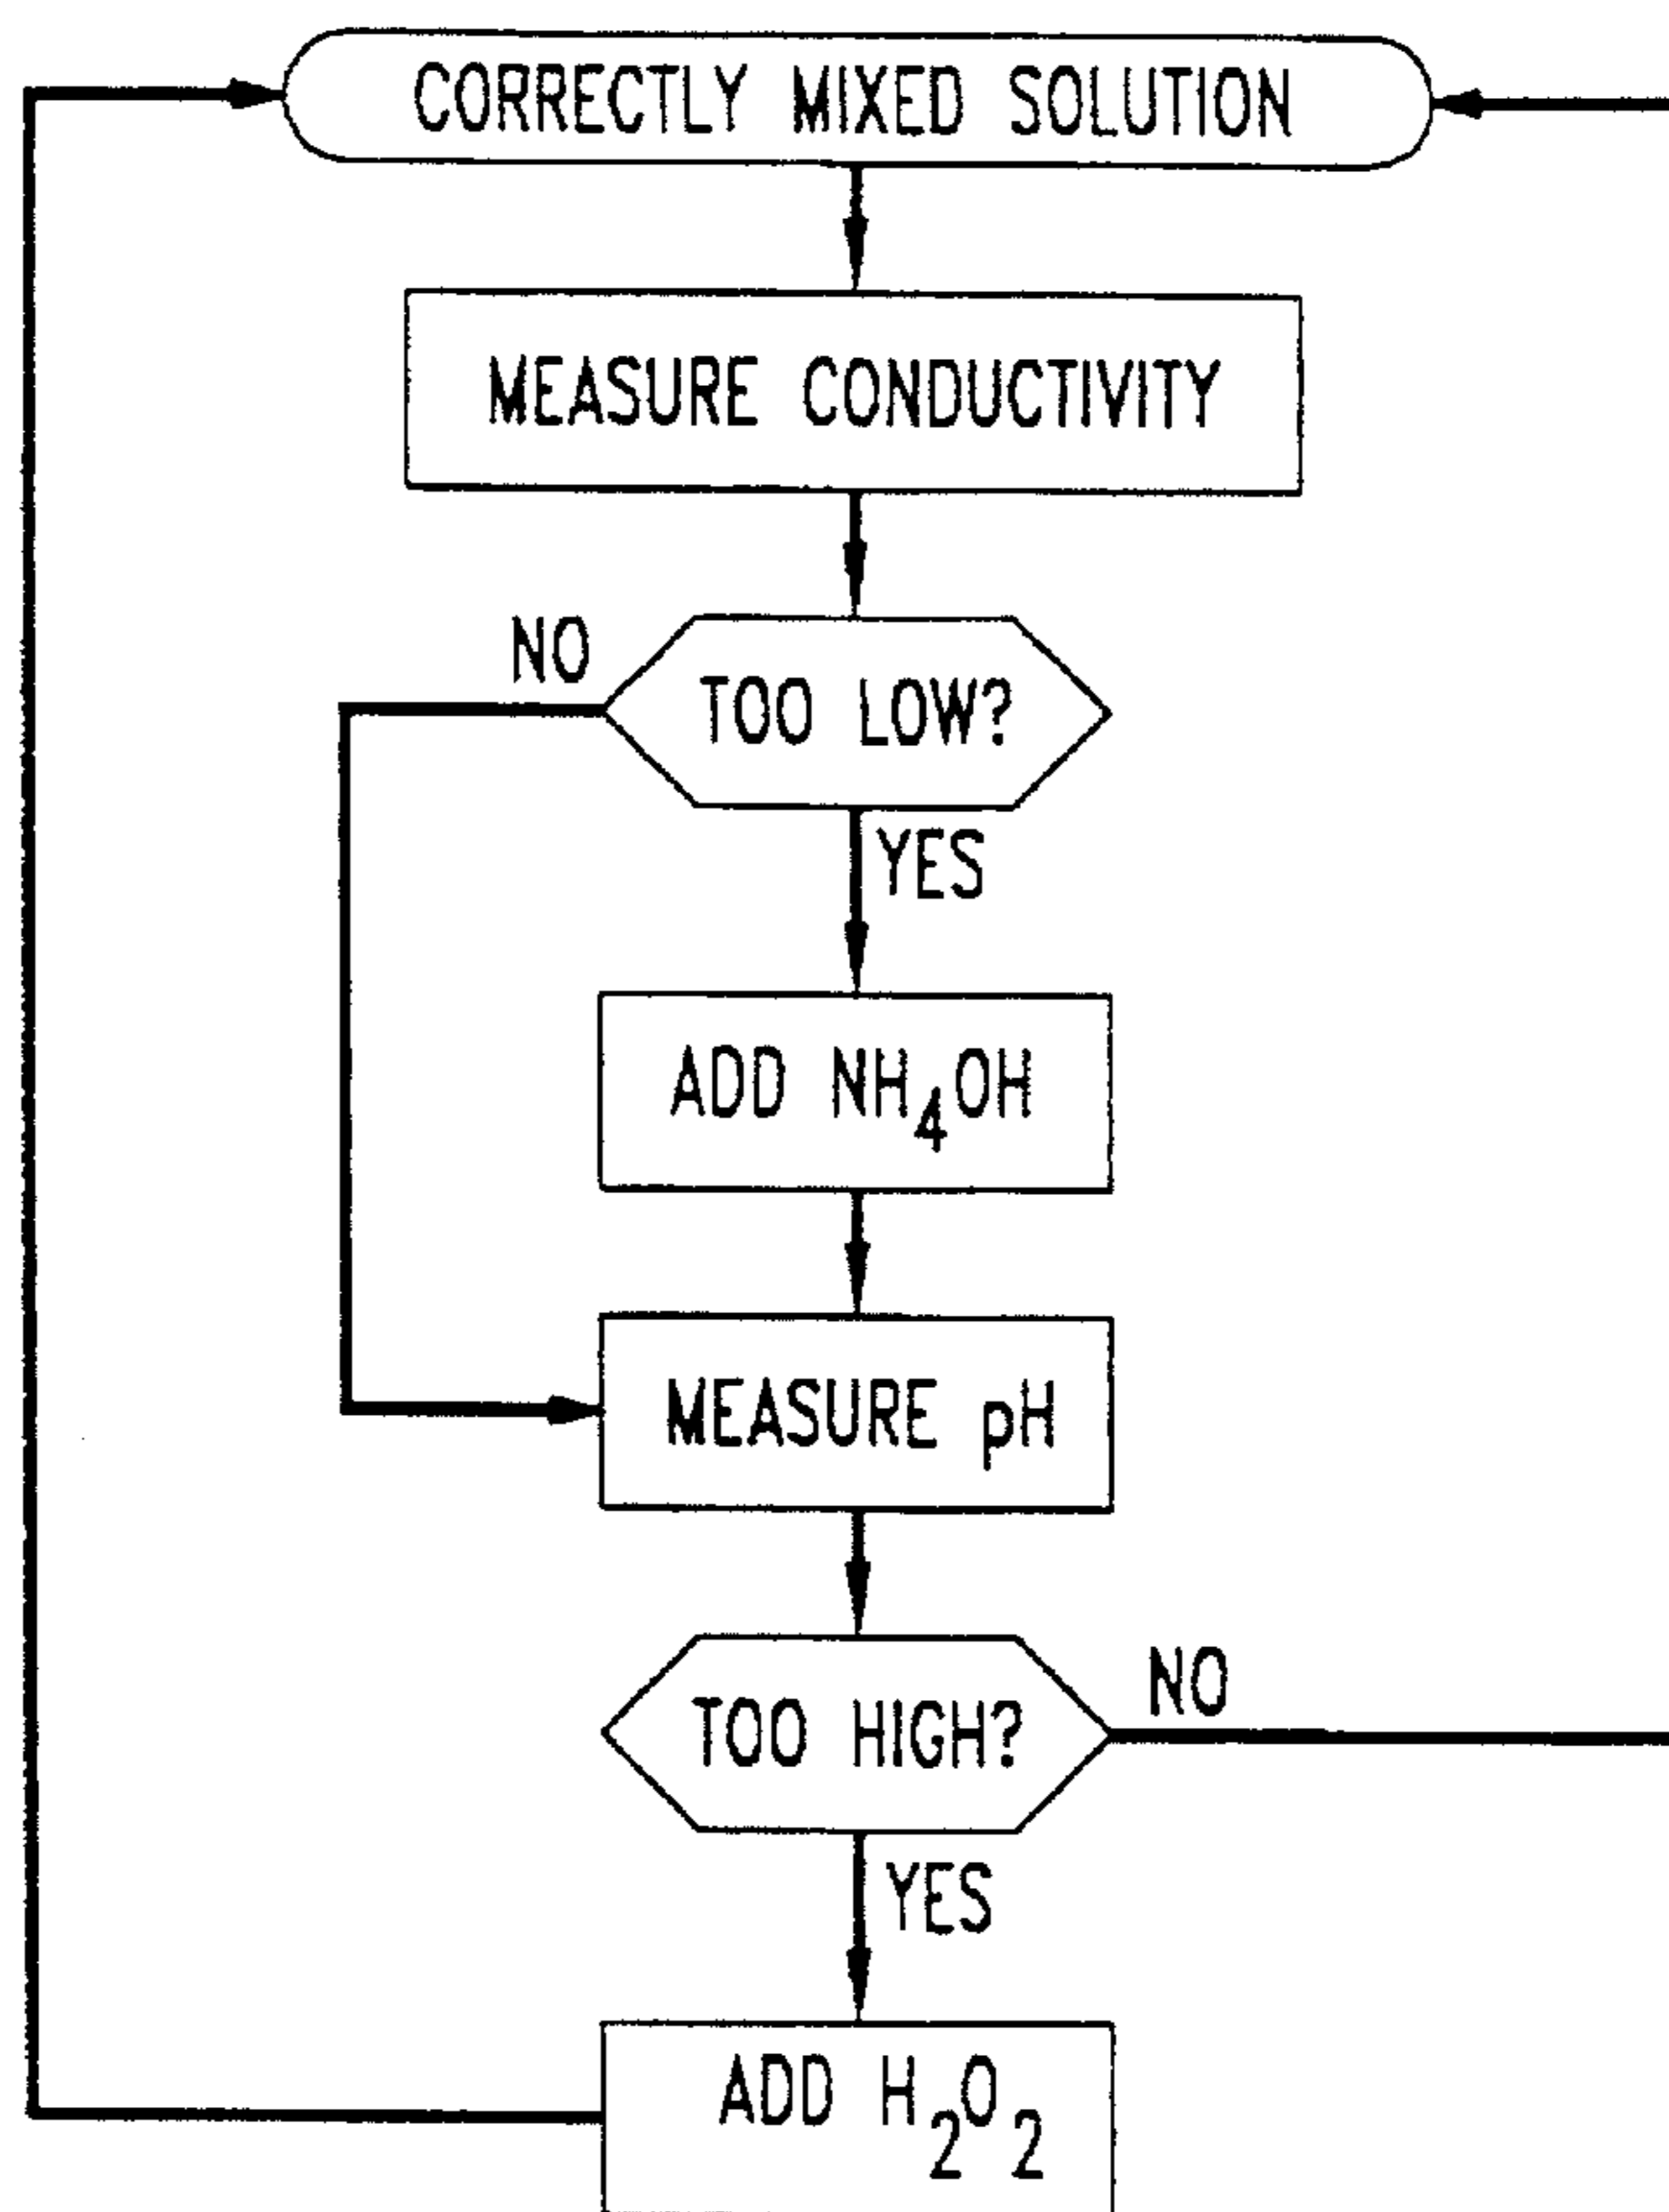 CORRECTLY MIXED SOLUTION
MEASURE CONDUCTIVITY
NO
TOO LOW?
YES
ADD NH₄OH
MEASURE pH
NO
TOO HIGH?
YES
ADD H₂O₂